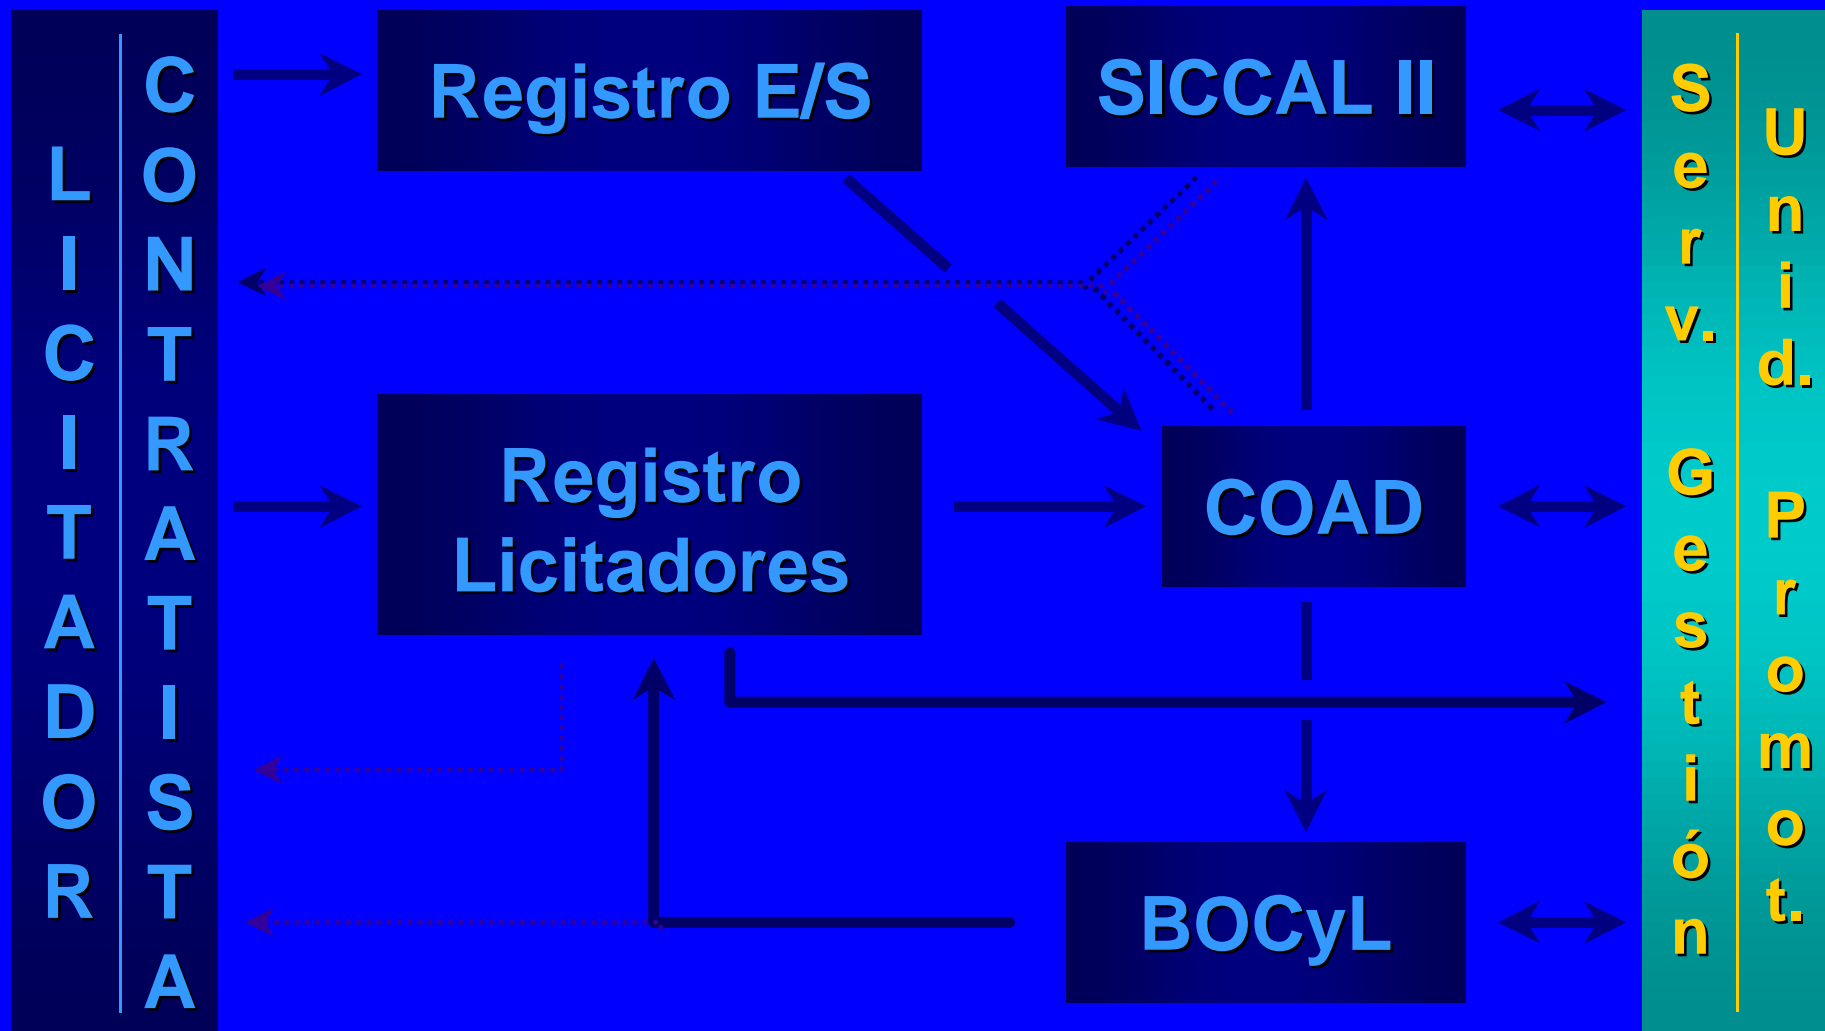 LICITADOR
CONTRATISTA
Registro E/S
SICCAL II
Registro
Licitadores
COAD
BOCyL
Serv. Gestión
Unid. Promot.